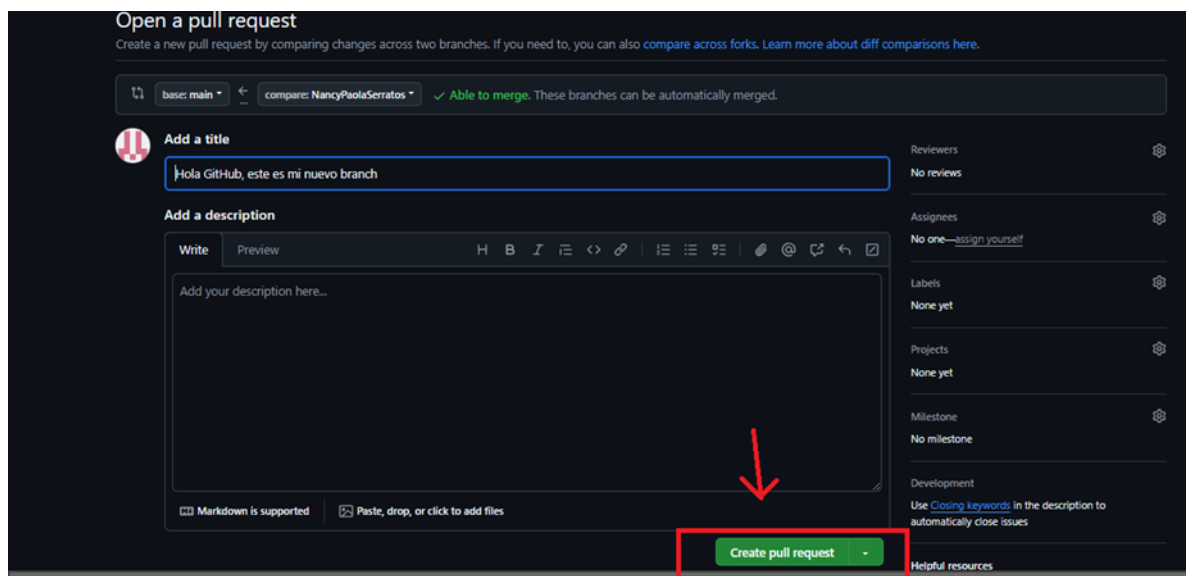 Open a pull request
Create a new pull request by comparing changes across two branches. If you need to, you can also compare across forks. Learn more about diff comparisons here.
base: main
compare: NancyPaolaSerratos
Able to merge. These branches can be automatically merged.
Add a title
Hola GitHub, este es mi nuevo branch
Add a description
Write Preview
Add your description here...
Markdown is supported
Paste, drop, or click to add files
Create pull request
Reviewers
No reviews
Assignees
No one—assign yourself
Labels
None yet
Projects
None yet
Milestone
No milestone
Development
Use Closing keywords in the description to
automatically close issues
Helpful resources